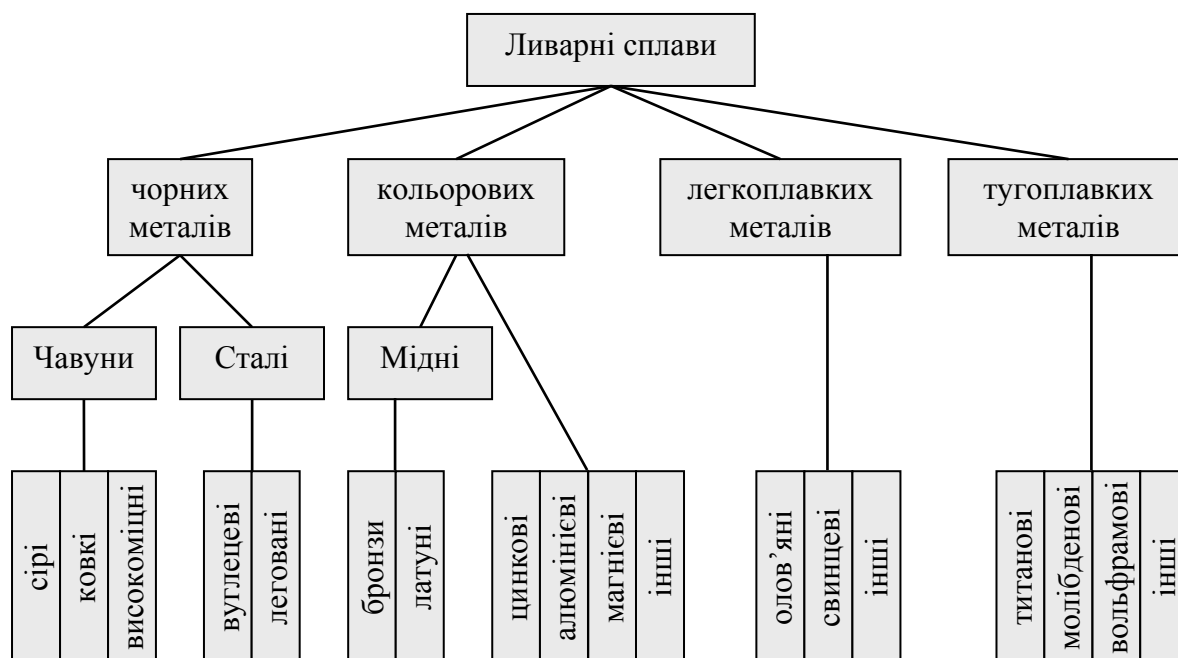 Ливарні сплави
чорних
металів
кольорових
металів
легкоплавких
металів
тугоплавких
металів
Чавуни
Сталі
Мідні
сірі
ковкі
високоміцні
вуглецеві
леговані
бронзи
латуні
цинкові
алюмінієві
магнієві
інші
олов’яні
свинцеві
інші
титанові
молібденові
вольфрамові
інші